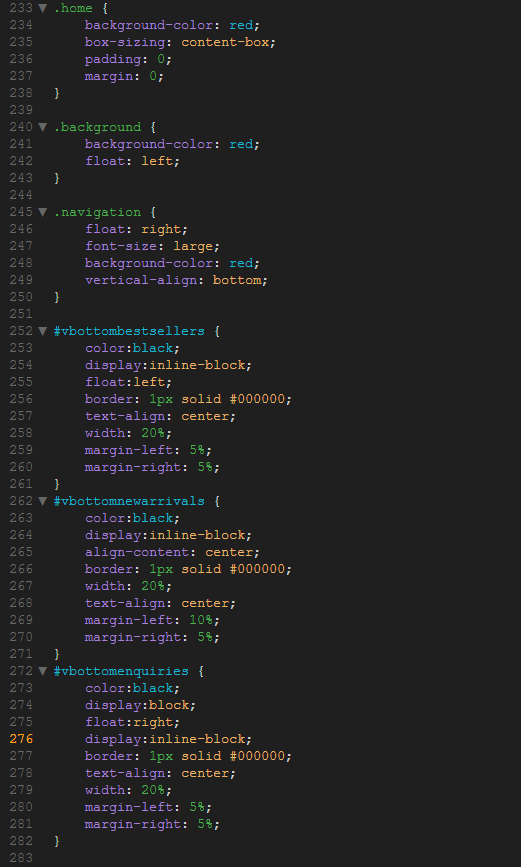 233 .home {
234 background-color: red;
235 box-sizing: content-box;
236 padding: 0;
237 margin: 0;
238 }
239
240 .background {
241 background-color: red;
242 float: left;
243 }
244
245 .navigation {
246 float: right;
247 font-size: large;
248 background-color: red;
249 vertical-align: bottom;
250 }
251
252 #vbottombestsellers {
253 color:black;
254 display:inline-block;
255 float:left;
256 border: 1px solid #000000;
257 text-align: center;
258 width: 20%;
259 margin-left: 5%;
260 margin-right: 5%;
261 }
262 #vbottomnewarrivals {
263 color:black;
264 display:inline-block;
265 align-content: center;
266 border: 1px solid #000000;
267 width: 20%;
268 text-align: center;
269 margin-left: 10%;
270 margin-right: 5%;
271 }
272 #vbottomenquiries {
273 color:black;
274 display:block;
275 float:right;
276 display:inline-block;
277 border: 1px solid #000000;
278 text-align: center;
279 width: 20%;
280 margin-left: 5%;
281 margin-right: 5%;
282 }
283